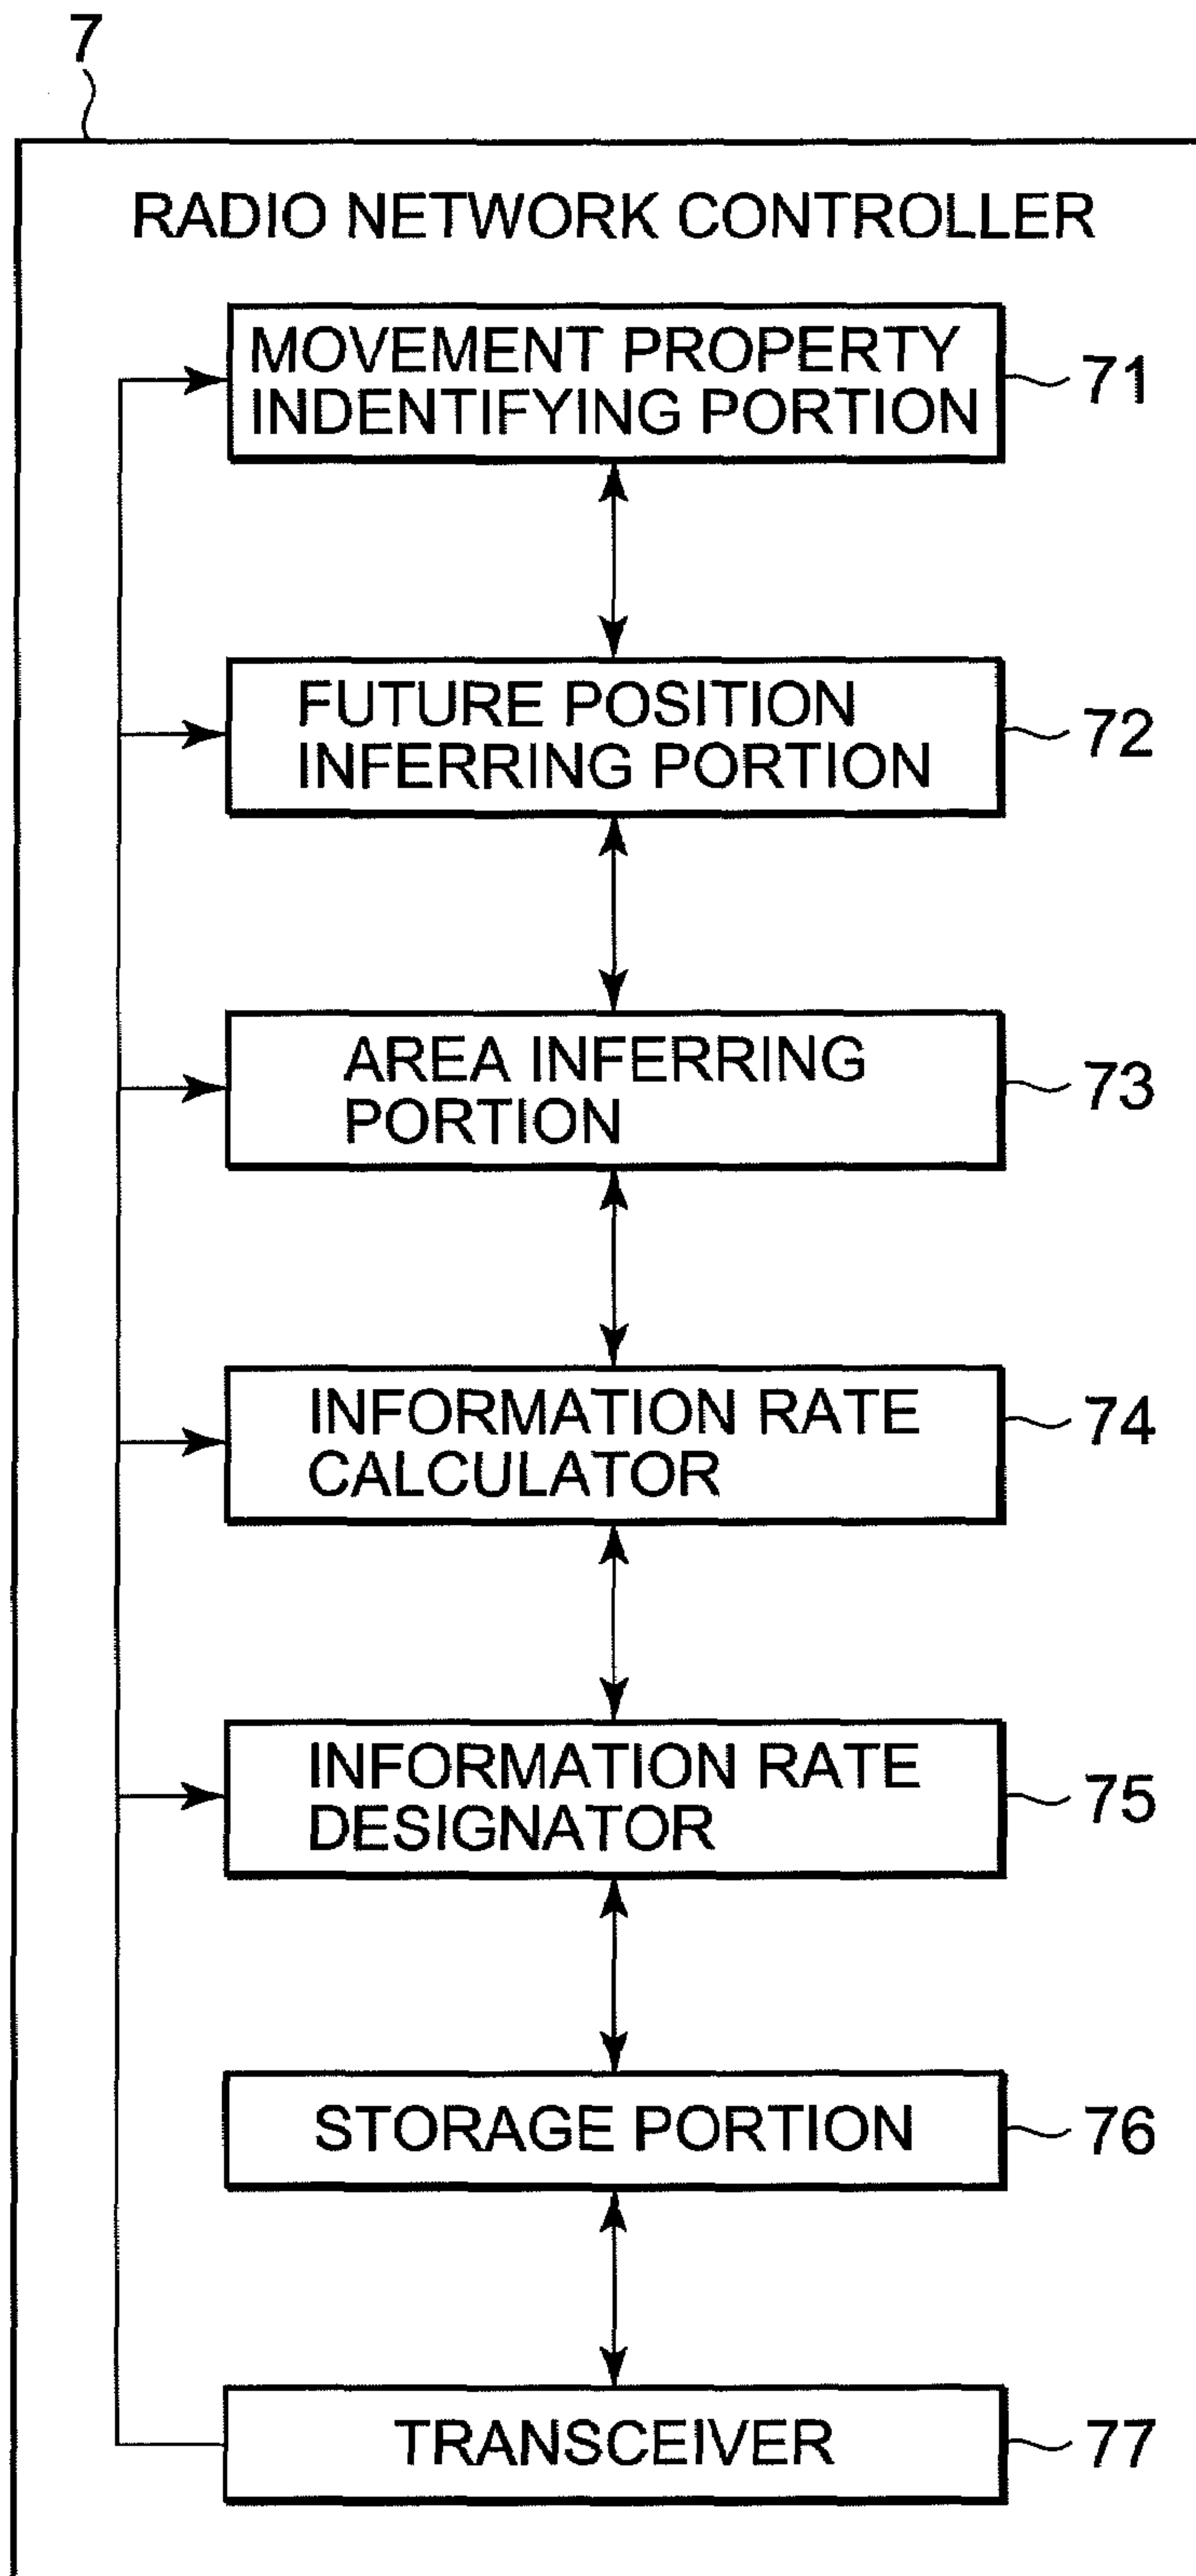 7
RADIO NETWORK CONTROLLER
MOVEMENT PROPERTY
INDENTIFYING PORTION
71
FUTURE POSITION
INFERRING PORTION
72
AREA INFERRING
PORTION
73
INFORMATION RATE
CALCULATOR
74
INFORMATION RATE
DESIGNATOR
75
STORAGE PORTION
76
TRANSCEIVER
77